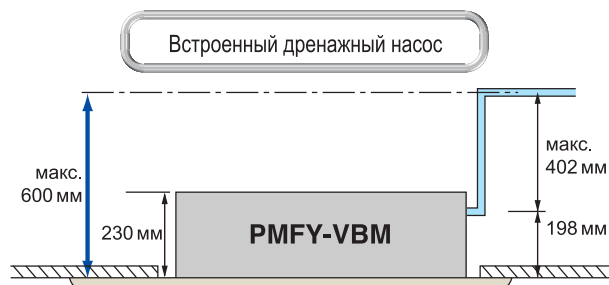 Встроенный дренажный насос
макс.
600 мм
230 мм
PMFY-VBM
макс.
402 мм
198 мм